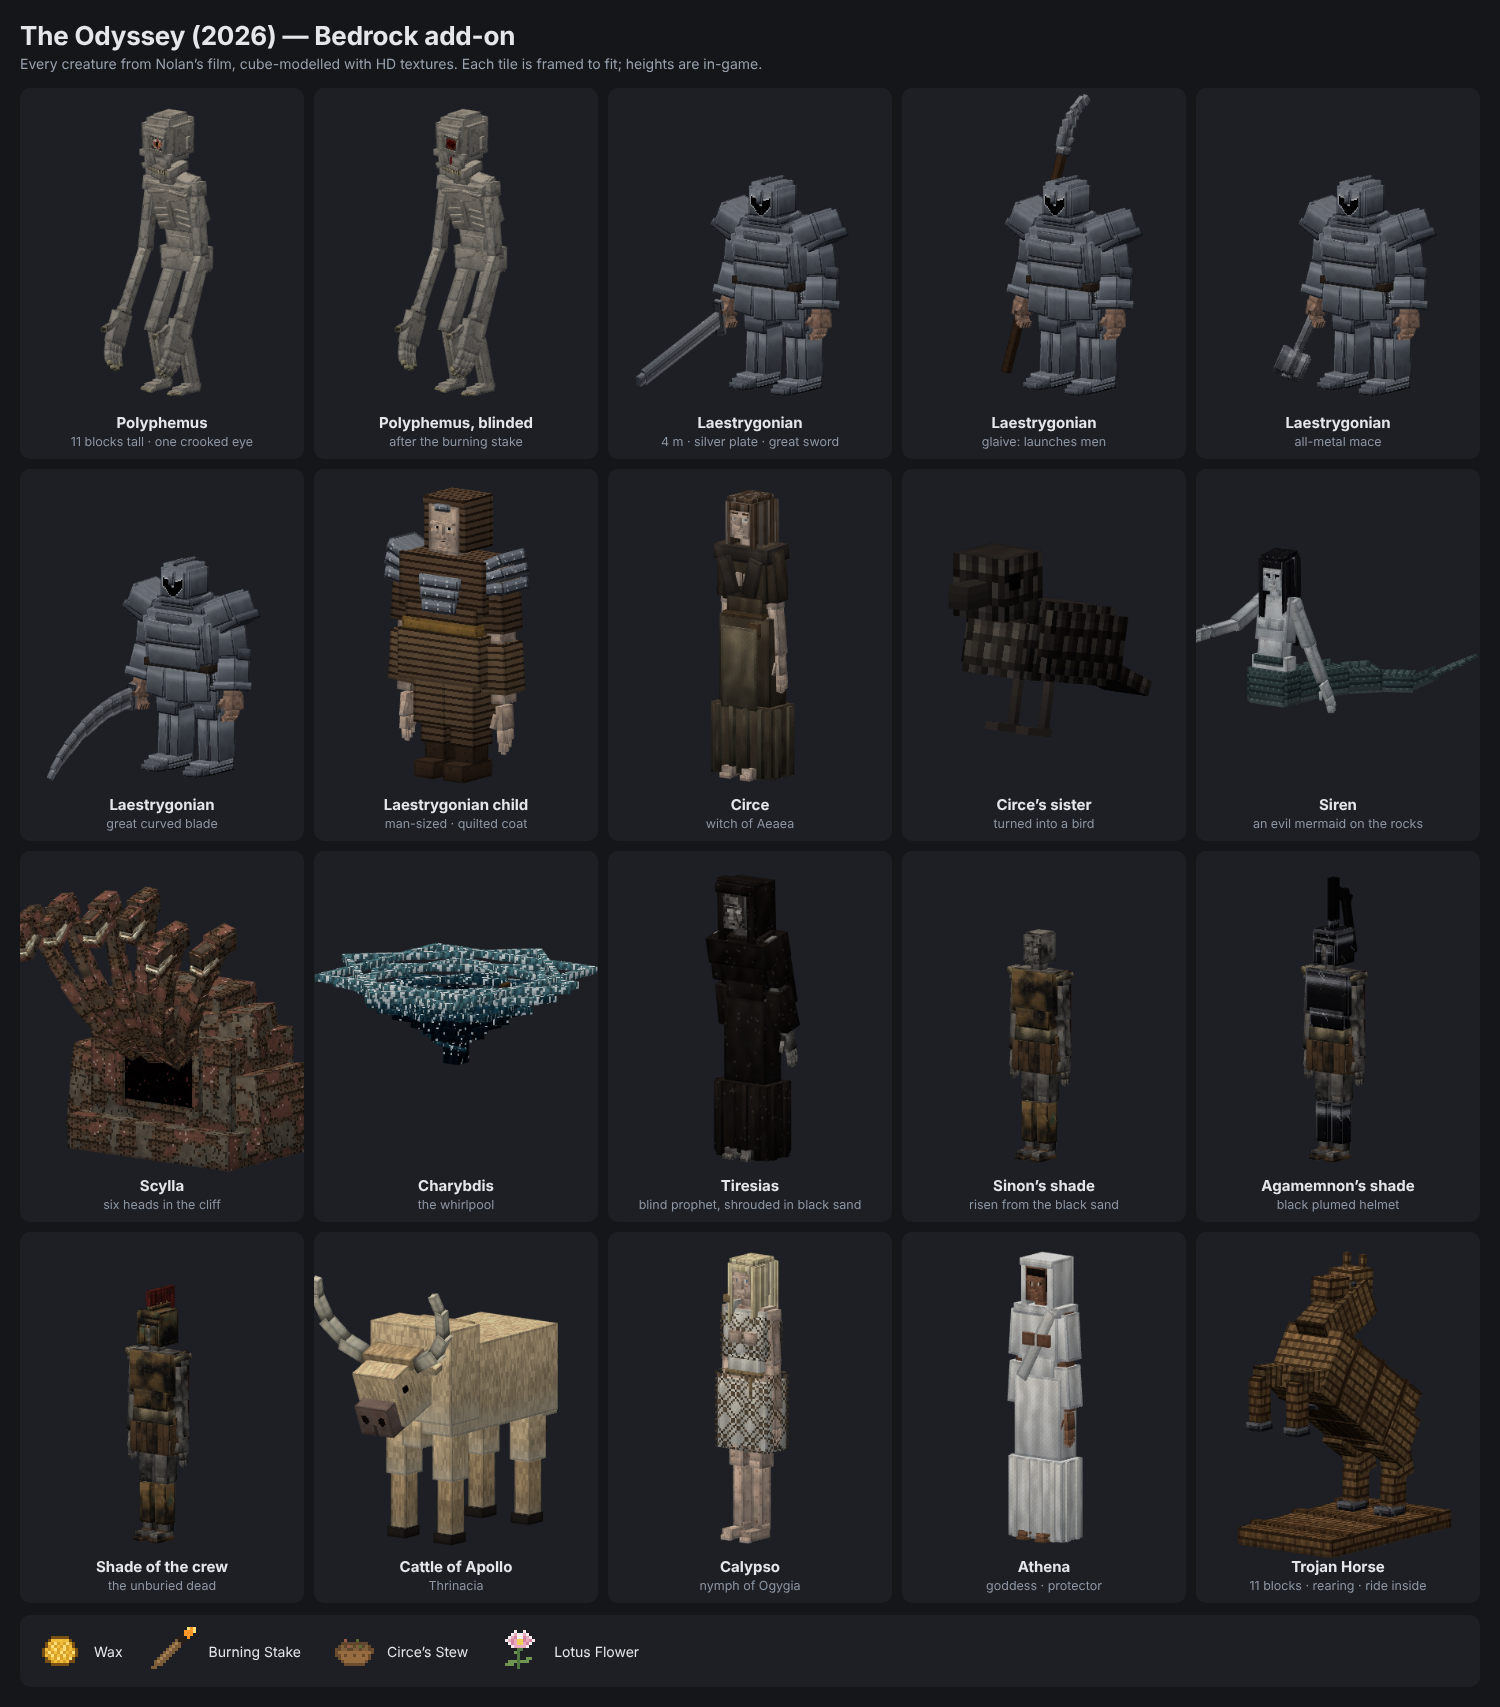 The Odyssey (2026) — Bedrock add-on
Every creature from Nolan's film, cube-modelled with HD textures. Each tile is framed to fit; heights are in-game.
Polyphemus
11 blocks tall · one crooked eye
Polyphemus, blinded
after the burning stake
Laestrygonian
4 m · silver plate · great sword
Laestrygonian
glaive: launches men
Laestrygonian
all-metal mace
Laestrygonian
great curved blade
Laestrygonian child
man-sized · quilted coat
Circe
witch of Aeaea
Circe's sister
turned into a bird
Siren
an evil mermaid on the rocks
Scylla
six heads in the cliff
Charybdis
the whirlpool
Tiresias
blind prophet, shrouded in black sand
Sinon's shade
risen from the black sand
Agamemnon's shade
black plumed helmet
Shade of the crew
the unburied dead
Cattle of Apollo
Thrinacia
Calypso
nymph of Ogygia
Athena
goddess · protector
Trojan Horse
11 blocks · rearing · ride inside
Wax
Burning Stake
Circe's Stew
Lotus Flower